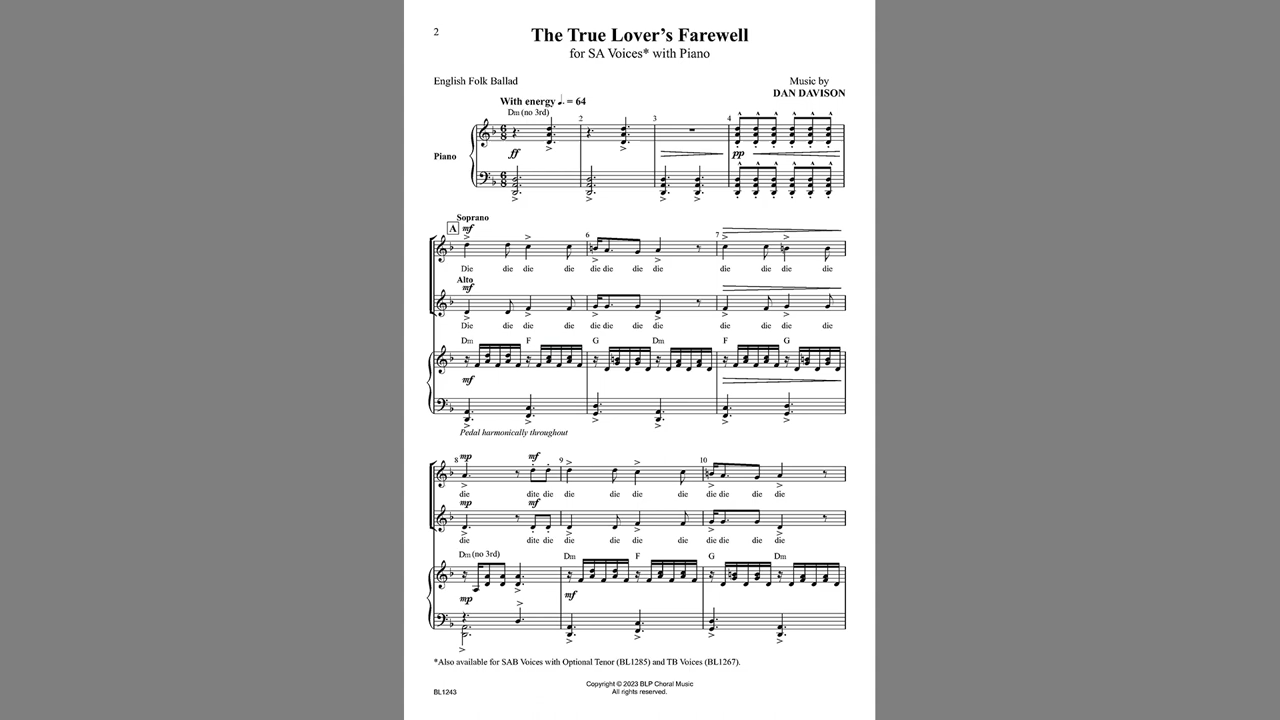 2
The True Lover's Farewell
for SA Voices* with Piano
English Folk Ballad
Music by
DAN DAVISON
With energy ♩. = 64
Dm (no 3rd)
2
3
4
Piano
ff
pp
Soprano
A
mf
6
7
Die die die die die die die die die die die die
Alto
mf
Die die die die die die die die die die die die
Dm F G Dm F G
mf
Pedal harmonically throughout
8
mp
mf
9
10
die dite die die die die die die die die die
mp
mf
die dite die die die die die die die die die
Dm (no 3rd) Dm F G Dm
mp
mf
*Also available for SAB Voices with Optional Tenor (BL1285) and TB Voices (BL1267).
Copyright © 2023 BLP Choral Music
All rights reserved.
BL1243